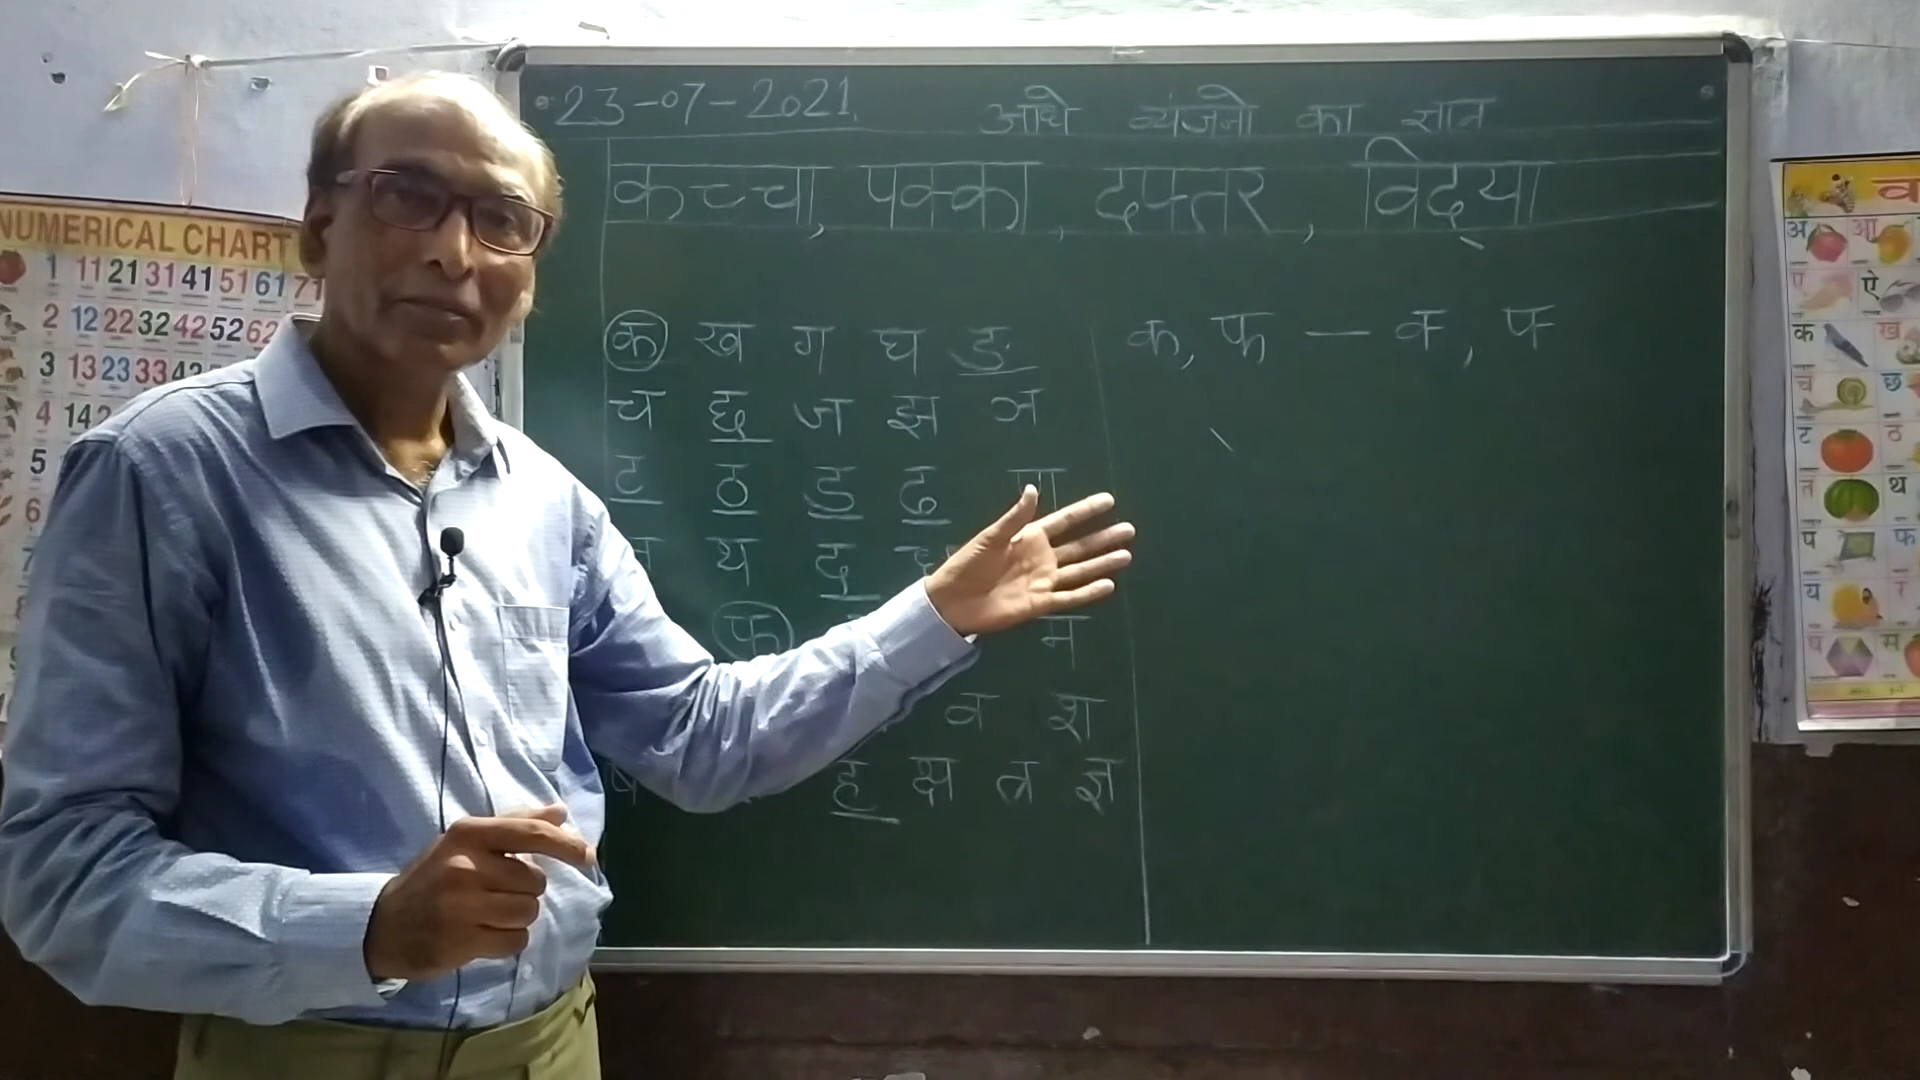 23-07-2021 आधे व्यंजनो का ज्ञान
कच्चा, पक्का, दफ्तर, विद्‌या
क ख ग घ ङ क, फ — क्‍, फ्‍
च छ ज झ ञ
ट ठ ड ढ ण
थ द
फ म
व श
ह क्ष त्र ज्ञ
NUMERICAL CHART
1 11 21 31 41 51 61 71
2 12 22 32 42 52 62
3 13 23 33
4 14
5
6
अ आ
ए ऐ
क ख
च छ
ट ठ
त थ
प फ
य र
ष स